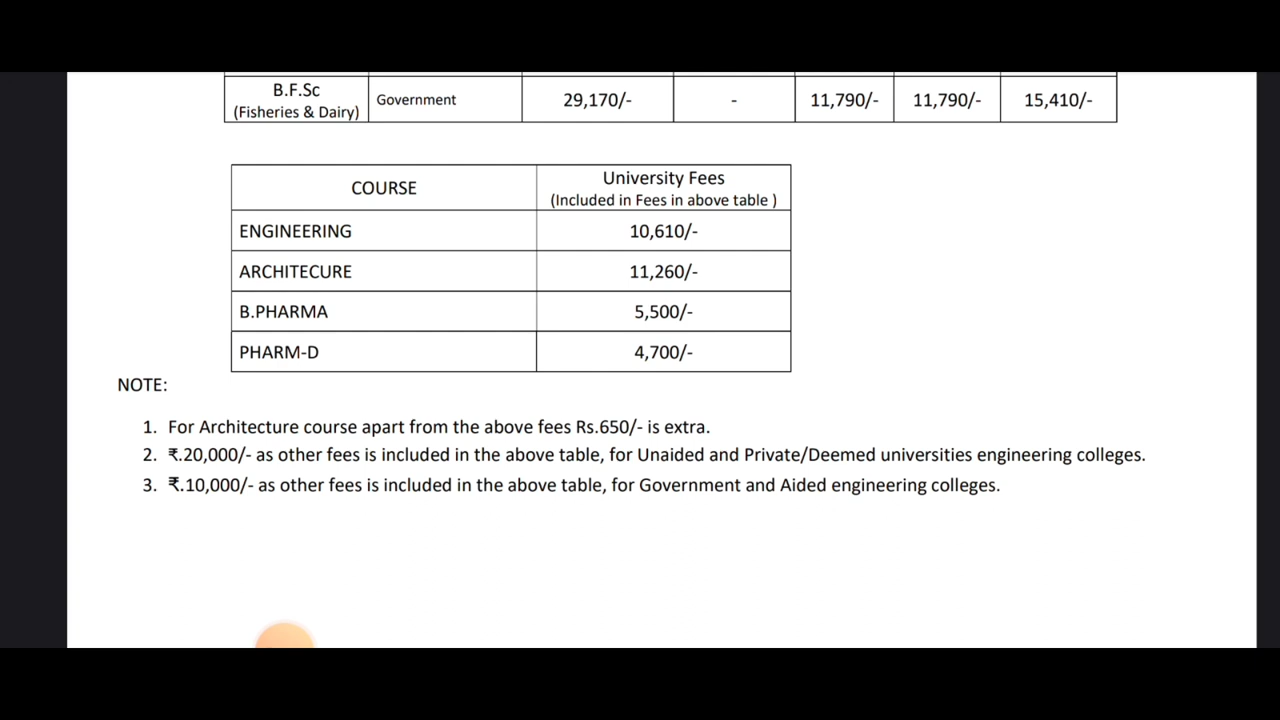 B.F.Sc
(Fisheries & Dairy) Government 29,170/- - 11,790/- 11,790/- 15,410/-
COURSE University Fees
(Included in Fees in above table )
ENGINEERING 10,610/-
ARCHITECURE 11,260/-
B.PHARMA 5,500/-
PHARM-D 4,700/-
NOTE:
1. For Architecture course apart from the above fees Rs.650/- is extra.
2. ₹.20,000/- as other fees is included in the above table, for Unaided and Private/Deemed universities engineering colleges.
3. ₹.10,000/- as other fees is included in the above table, for Government and Aided engineering colleges.